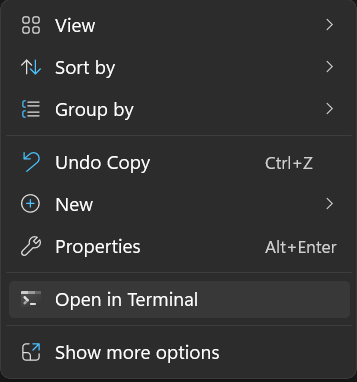 View
Sort by
Group by
Undo Copy Ctrl+Z
New
Properties Alt+Enter
Open in Terminal
Show more options